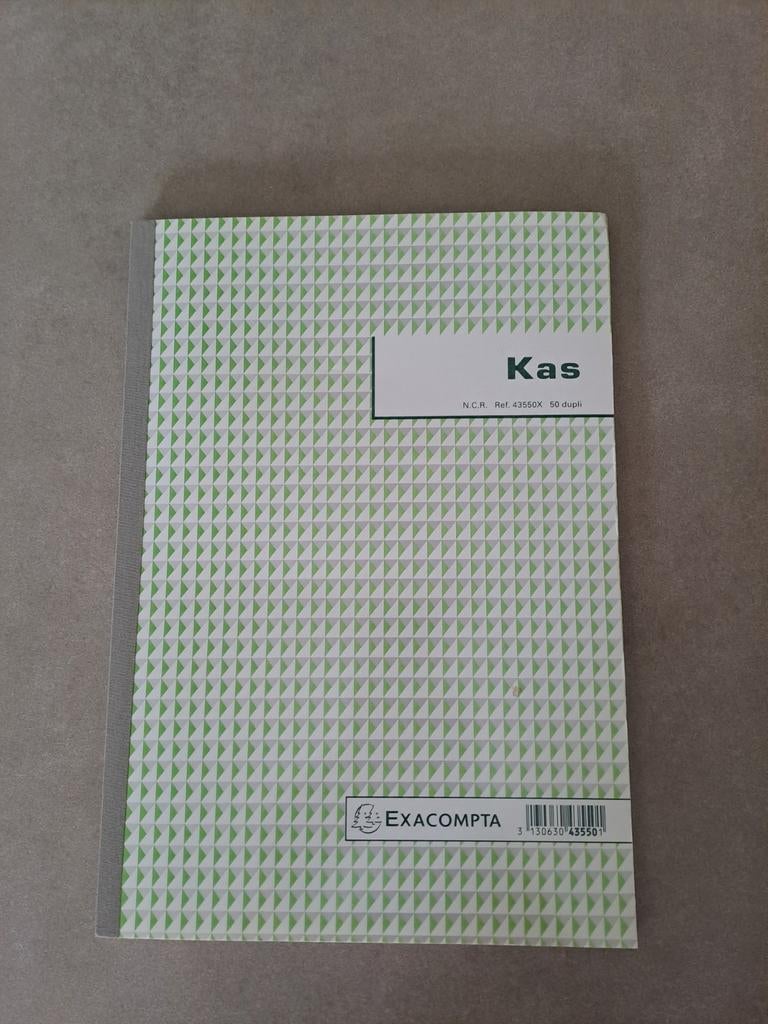 Kas
N.C.R. Ref. 43550X 50 dupli
EXACOMPTA
3 130630 435501